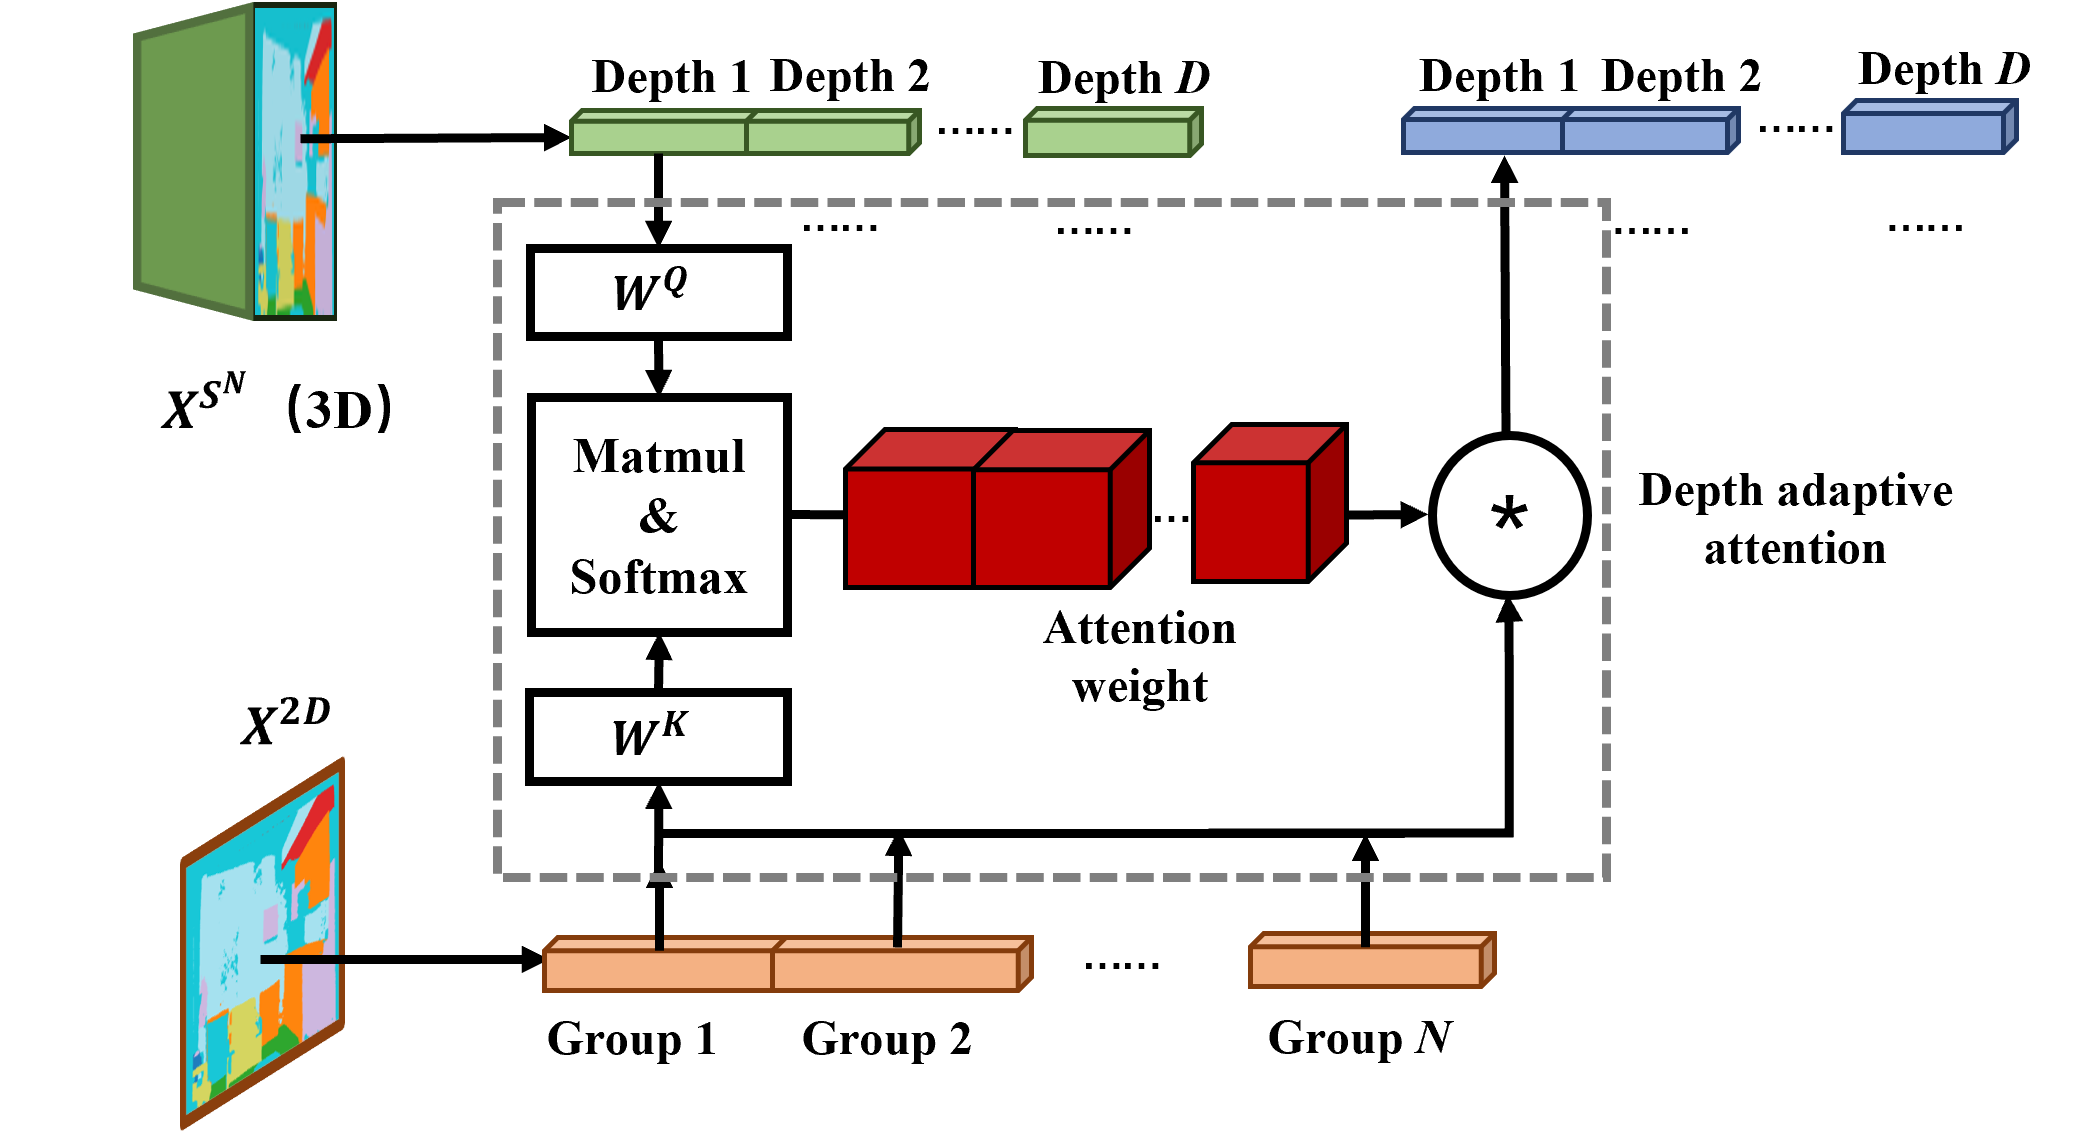 Depth 1 Depth 2 ...... Depth D
Depth 1 Depth 2 ...... Depth D
...... ...... ...... ......
W^Q
X^{S^N} (3D)
Matmul
&
Softmax
...
*
Depth adaptive
attention
Attention
weight
X^{2D}
W^K
......
Group 1 Group 2 Group N